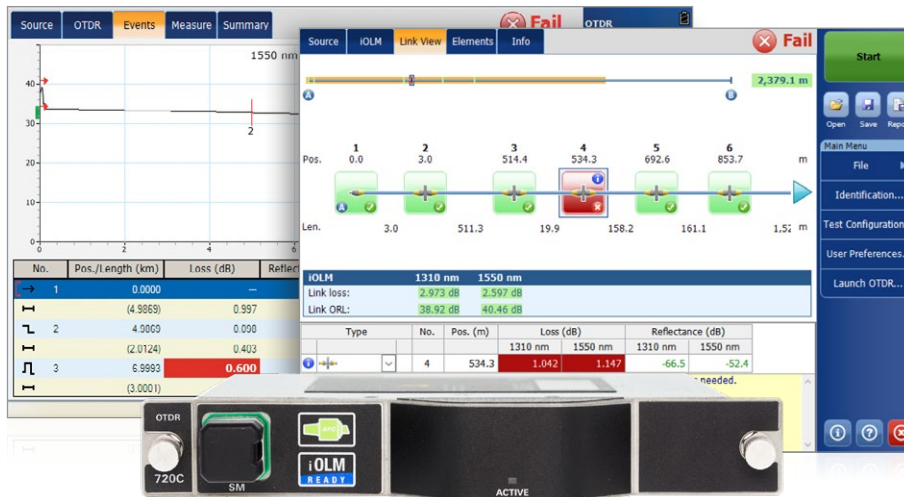 Source OTDR Events Measure Summary
Fail
OTDR
1550 nm
40
30
20
10
0
0 2 4 6
2
No. Pos./Length (km) Loss (dB)
1 0.0000 ---
(4.9869) 0.997
2 4.9869 0.098
(2.0124) 0.403
3 6.9993 0.600
(3.0001)
Source iOLM Link View Elements Info
Fail
2,379.1 m
A B
1 2 3 4 5 6
Pos. 0.0 3.0 514.4 534.3 692.6 853.7 m
A
Len. 3.0 511.3 19.9 158.2 161.1 m
iOLM 1310 nm 1550 nm
Link loss: 2.973 dB 2.597 dB
Link ORL: 38.92 dB 40.46 dB
Type No. Pos. (m) Loss (dB) Reflectance (dB)
1310 nm 1550 nm 1310 nm 1550 nm
4 534.3 1.042 1.147 -66.5 -52.4
needed.
Start
Open Save
Main Menu
File
Identification...
Test Configuration
User Preferences.
Launch OTDR...
OTDR
720C
SM
APC
iOLM
READY
ACTIVE